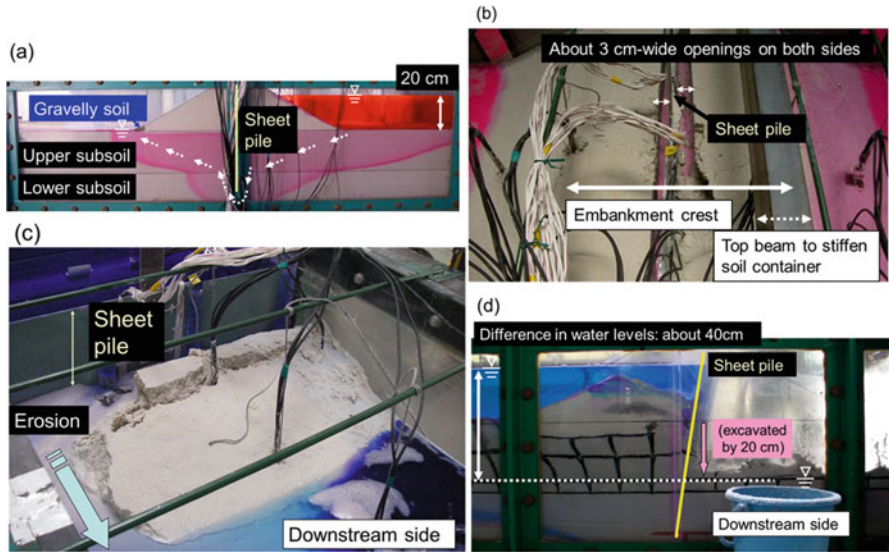 (a)
20 cm
Gravelly soil
Sheet
pile
Upper subsoil
Lower subsoil
(b)
About 3 cm-wide openings on both sides
Sheet pile
Embankment crest
Top beam to stiffen
soil container
(c)
Sheet
pile
Erosion
Downstream side
(d)
Difference in water levels: about 40cm
Sheet pile
(excavated
by 20 cm)
Downstream side